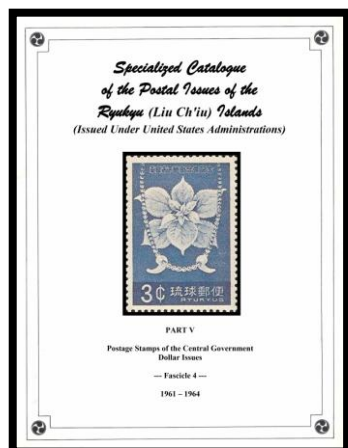 Specialized Catalogue
of the Postal Issues of the
Ryukyu (Liu Ch'iu) Islands
(Issued Under United States Administrations)
3¢ 琉球郵便
RYUKYUS
PART V
Postage Stamps of the Central Government
Dollar Issues
--- Fascicle 4 ---
1961 – 1964